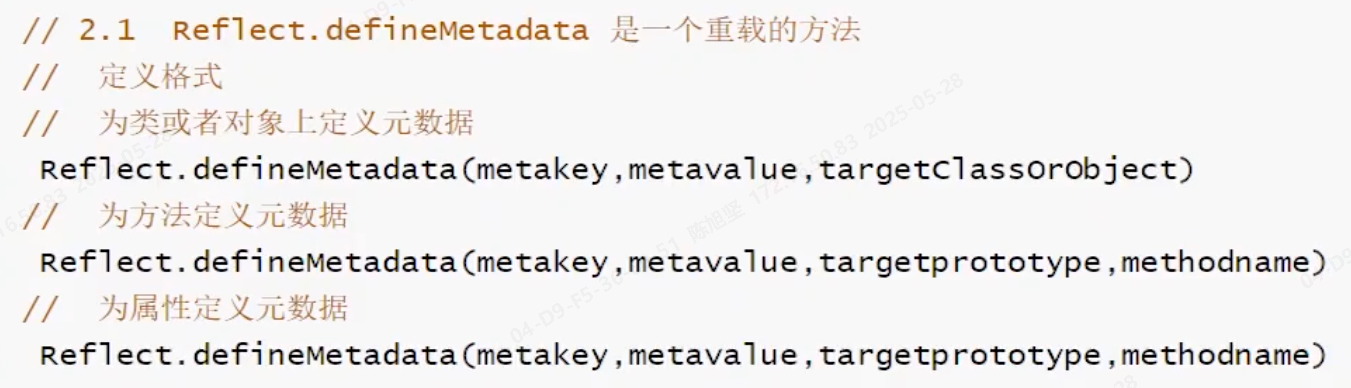 // 2.1 Reflect.defineMetadata 是一个重载的方法
// 定义格式
// 为类或者对象上定义元数据
Reflect.defineMetadata(metakey,metavalue,targetClassOrObject)
// 为方法定义元数据
Reflect.defineMetadata(metakey,metavalue,targetprototype,methodname)
// 为属性定义元数据
Reflect.defineMetadata(metakey,metavalue,targetprototype,methodname)